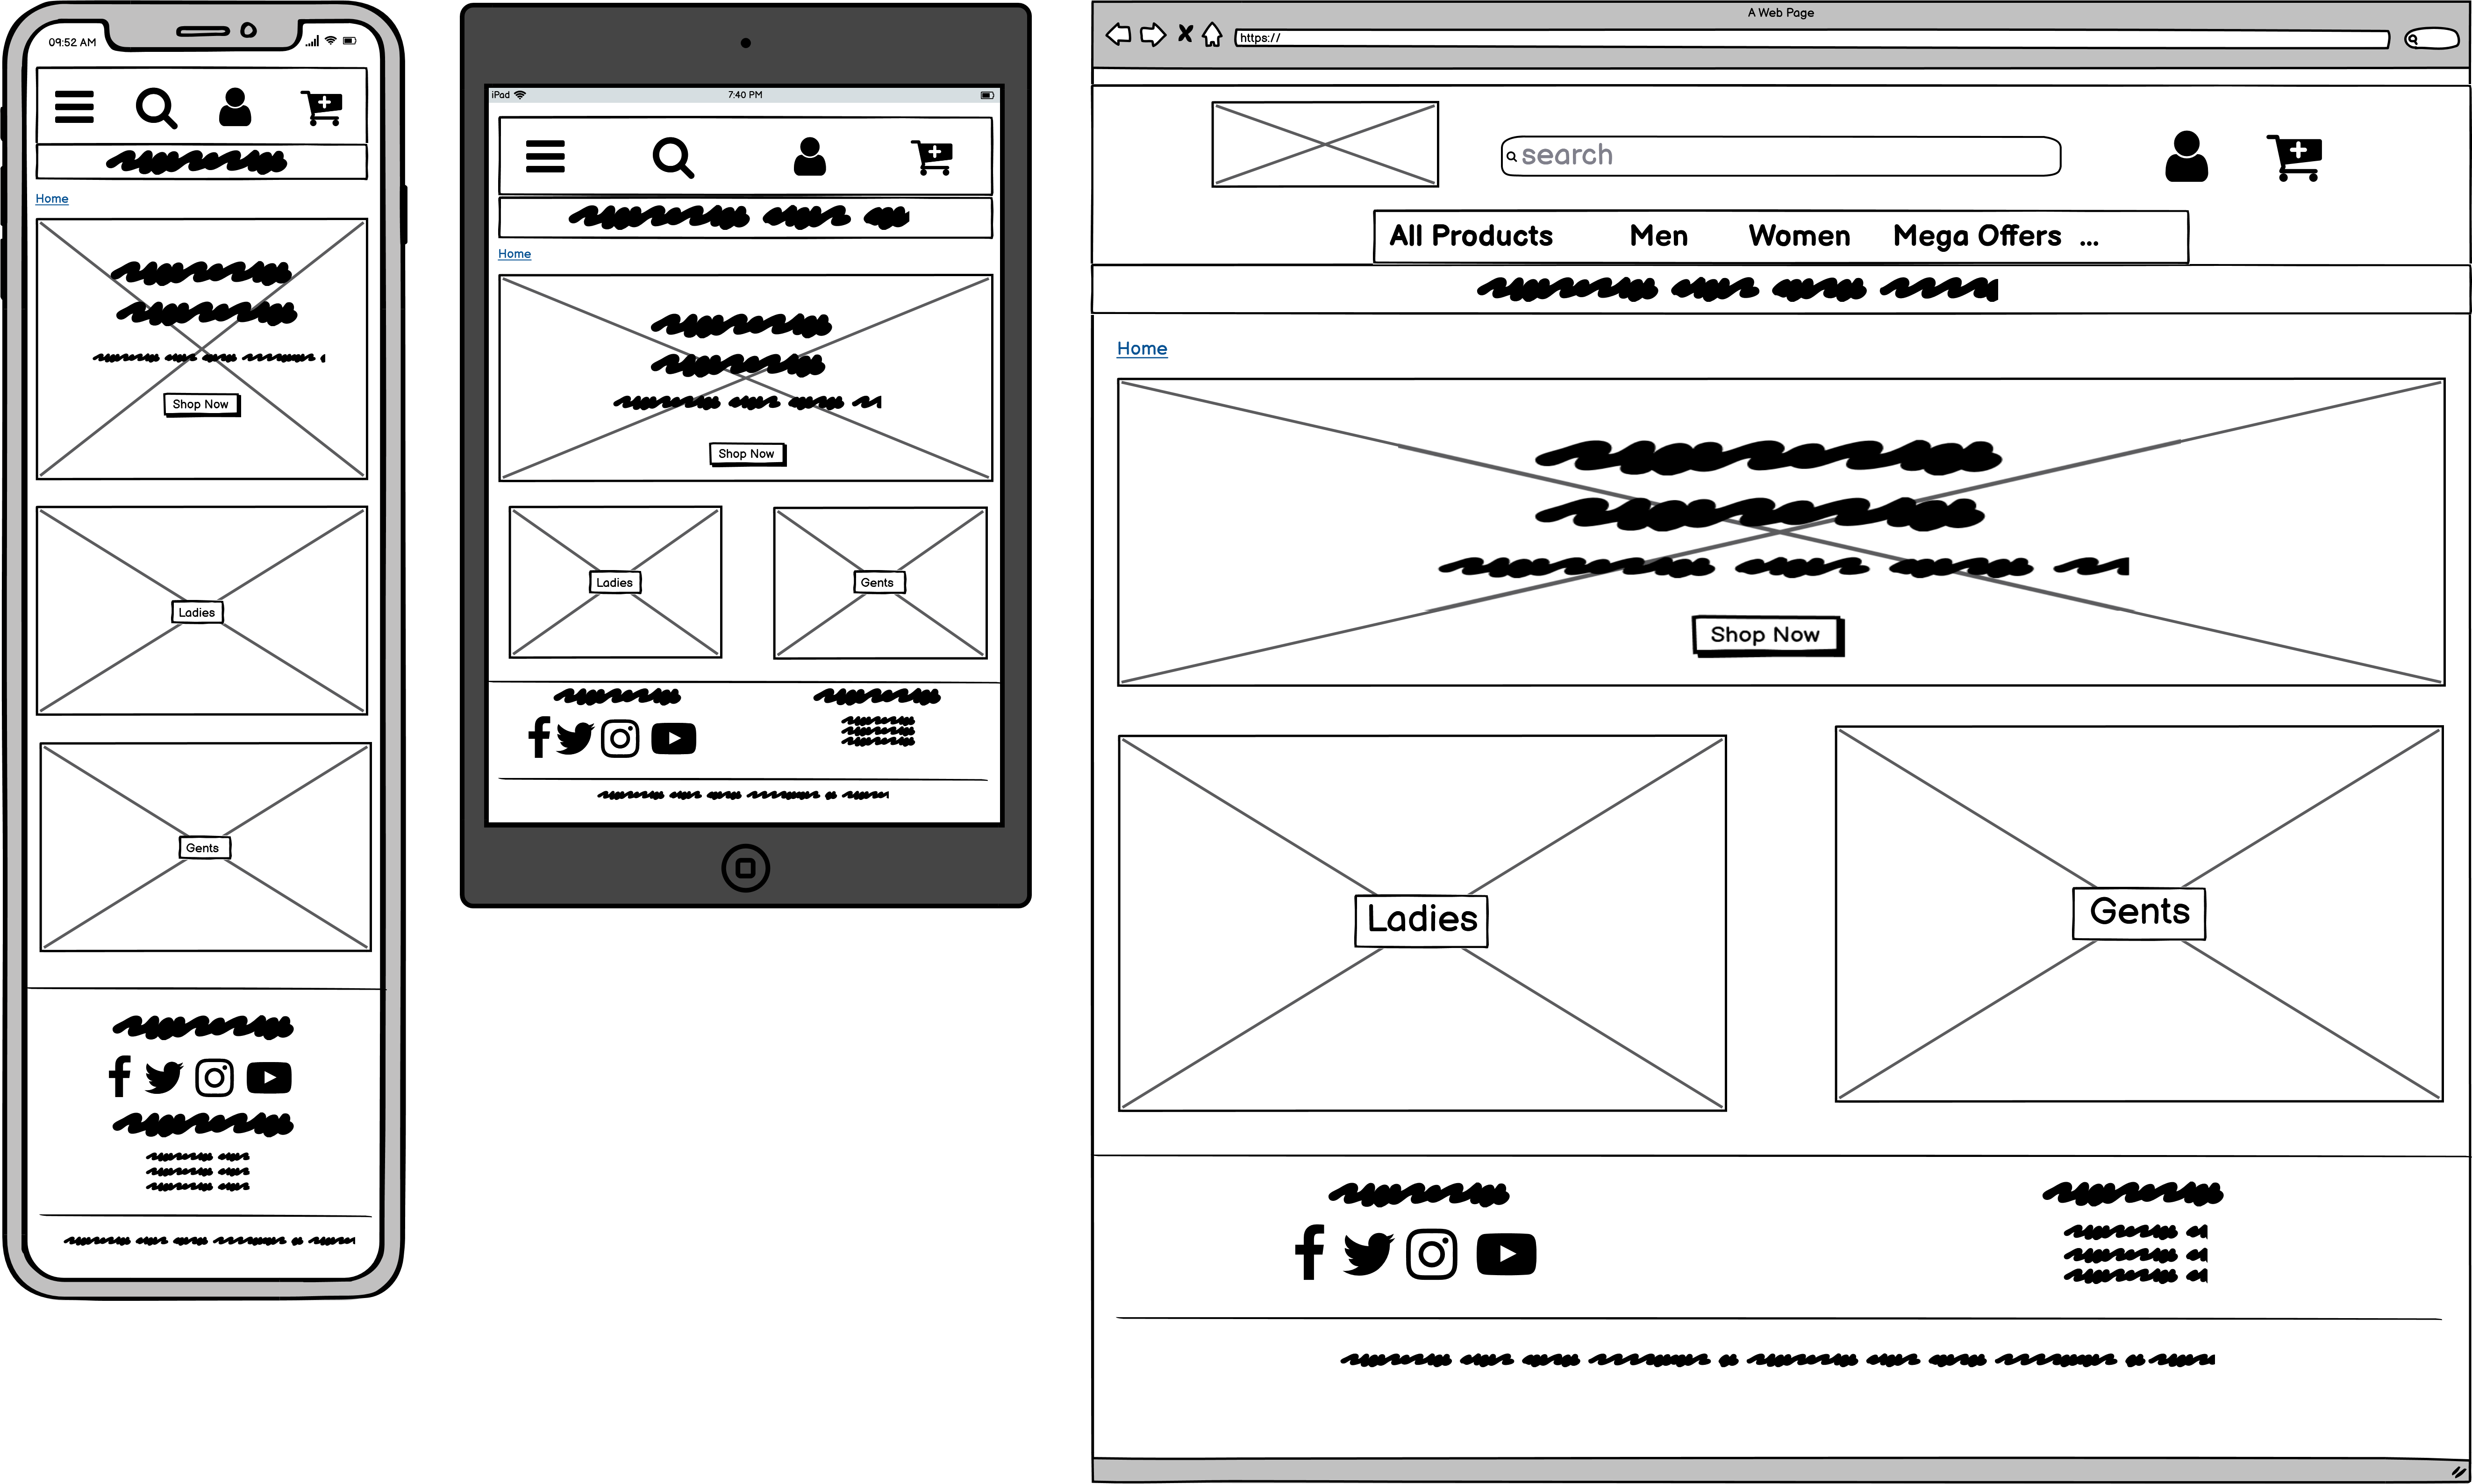 09:52 AM
Home
Shop Now
Ladies
Gents
iPad
7:40 PM
Home
Shop Now
Ladies
Gents
A Web Page
https://
search
All Products Men Women Mega Offers ...
Home
Shop Now
Ladies
Gents